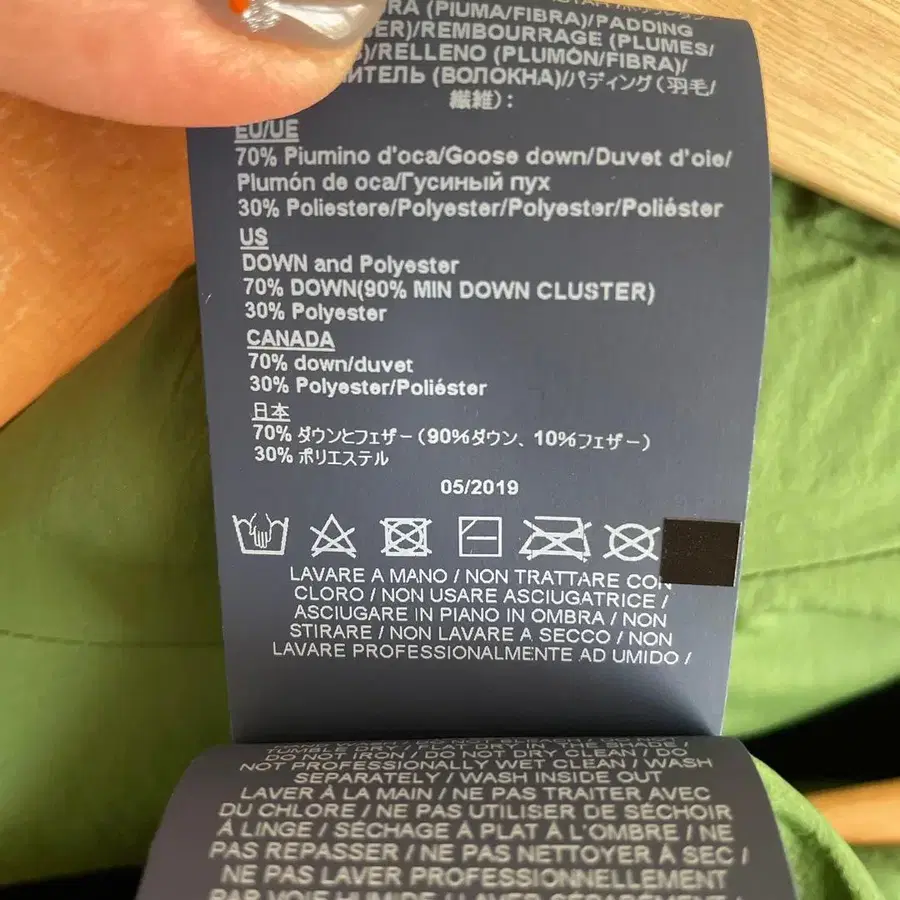 (PIUMA/FIBRA)/PADDING
/REMBOURRAGE (PLUMES/
/RELLENO (PLUMÓN/FIBRA)/
(ВОЛОКНА)/パディング(羽毛/
繊維):
EU/UE
70% Piumino d'oca/Goose down/Duvet d'oie/
Plumón de oca/Гусиный пух
30% Poliestere/Polyester/Polyester/Poliéster
US
DOWN and Polyester
70% DOWN(90% MIN DOWN CLUSTER)
30% Polyester
CANADA
70% down/duvet
30% Polyester/Poliéster
日本
70% ダウンとフェザー(90%ダウン、10%フェザー)
30% ポリエステル
05/2019
LAVARE A MANO / NON TRATTARE CON
CLORO / NON USARE ASCIUGATRICE /
ASCIUGARE IN PIANO IN OMBRA / NON
STIRARE / NON LAVARE A SECCO / NON
LAVARE PROFESSIONALMENTE AD UMIDO /
TUMBLE DRY / FLAT DRY IN THE SHADE /
DO NOT IRON / DO NOT DRY CLEAN / DO
NOT PROFESSIONALLY WET CLEAN / WASH
SEPARATELY / WASH INSIDE OUT
LAVER À LA MAIN / NE PAS TRAITER AVEC
DU CHLORE / NE PAS UTILISER DE SÉCHOIR
À LINGE / SÉCHAGE À PLAT À L'OMBRE / NE
PAS REPASSER / NE PAS NETTOYER À SEC /
NE PAS LAVER PROFESSIONNELLEMENT
PAR VOIE HUMIDE / LAVER SÉPARÉMENT